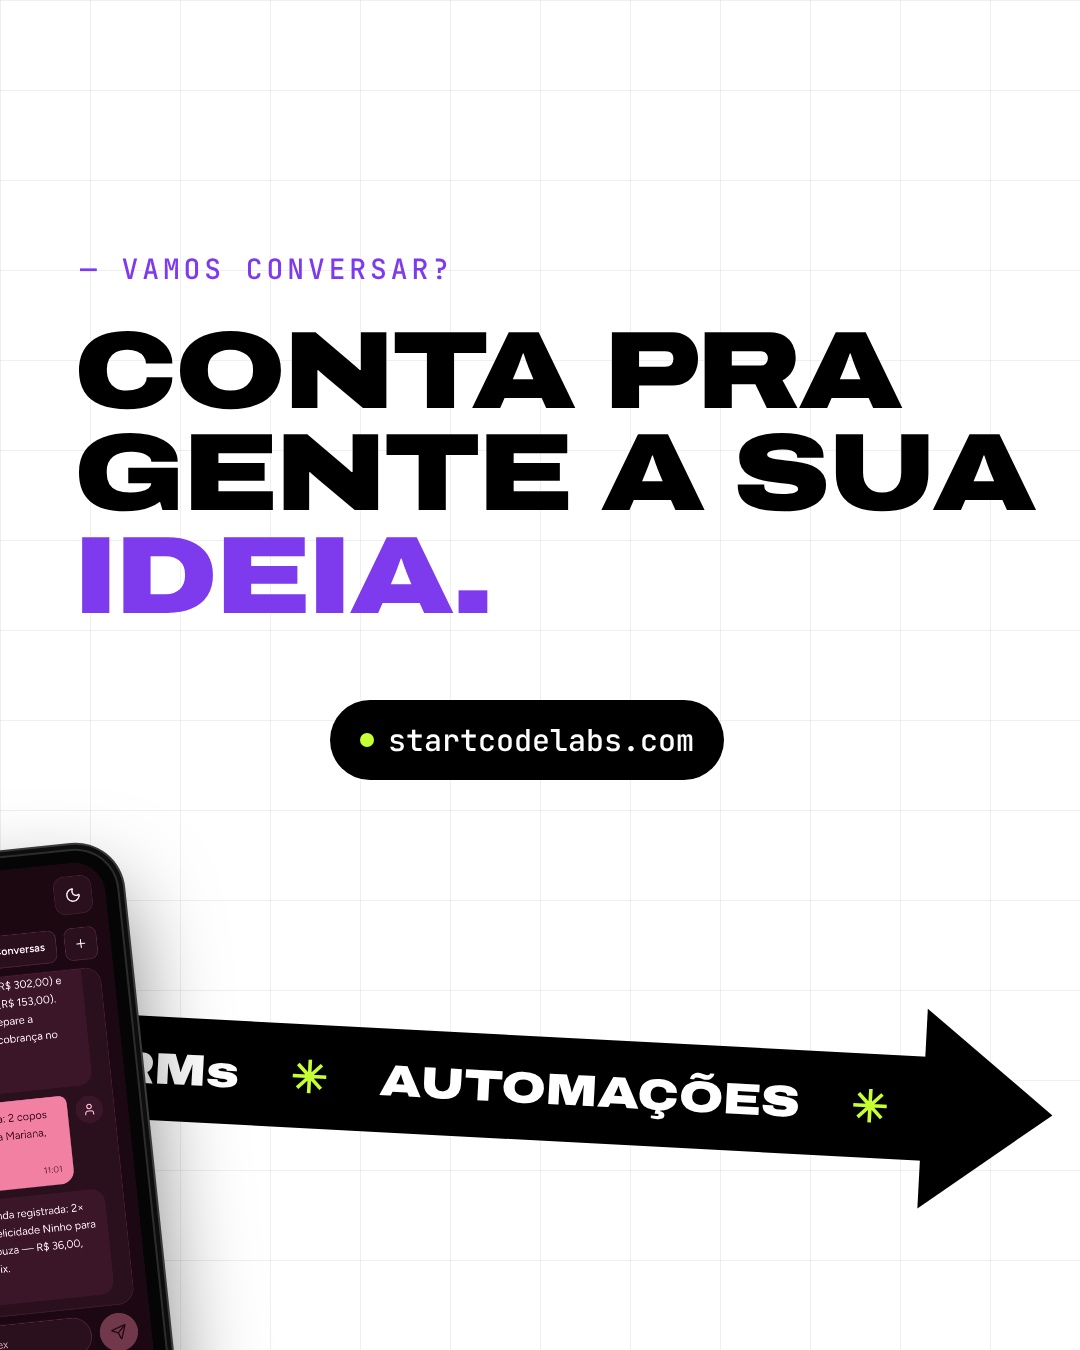 — VAMOS CONVERSAR?
CONTA PRA
GENTE A SUA
IDEIA.
startcodelabs.com
onversas
+
R$ 302,00) e
R$ 153,00).
epare a
cobrança no
a: 2 copos
a Mariana,
11:01
nda registrada: 2×
elicidade Ninho para
ouza — R$ 36,00,
ix.
ex
RMs
AUTOMAÇÕES